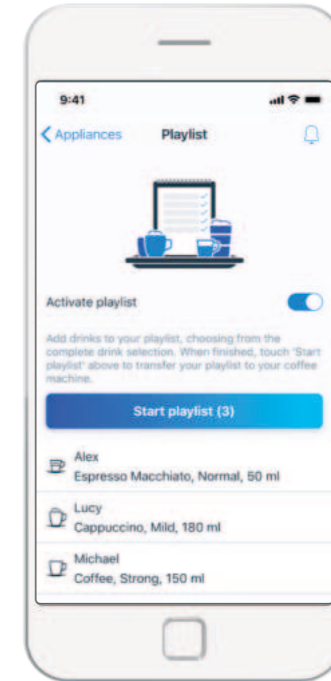 9:41
Appliances Playlist
Activate playlist
Add drinks to your playlist, choosing from the
complete drink selection. When finished, touch 'Start
playlist' above to transfer your playlist to your coffee
machine.
Start playlist (3)
Alex
Espresso Macchiato, Normal, 50 ml
Lucy
Cappuccino, Mild, 180 ml
Michael
Coffee, Strong, 150 ml